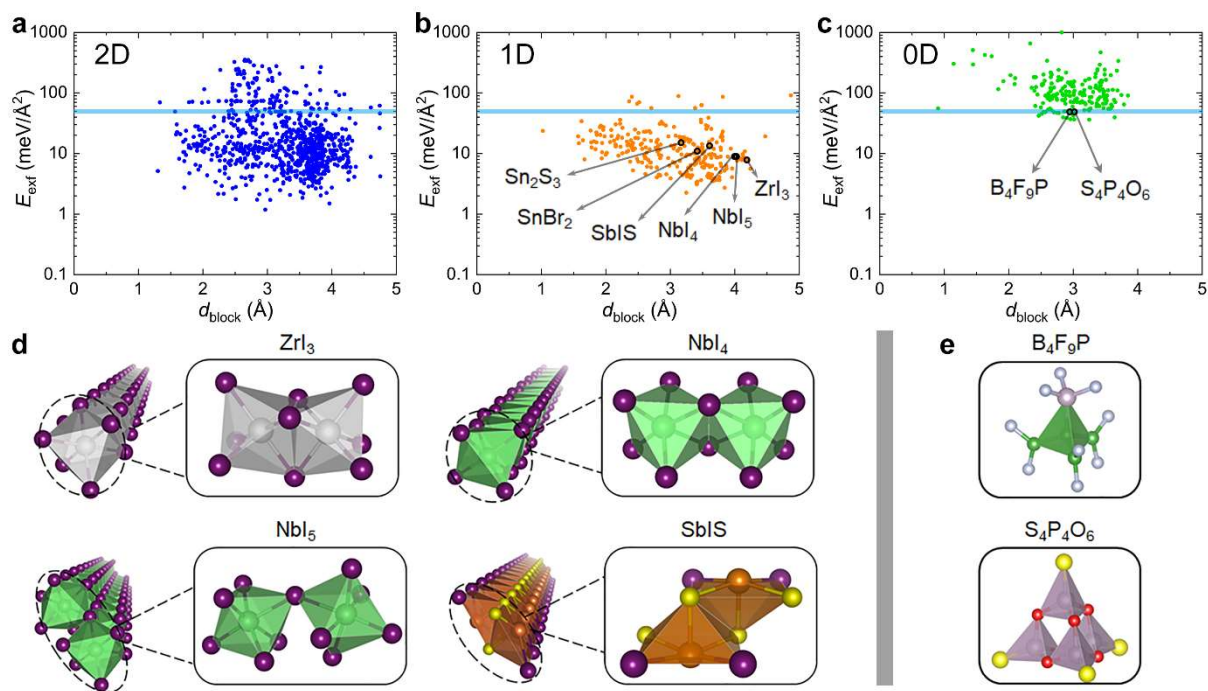 a
2D
1000
100
10
1
0.1
E_exf (meV/Å²)
0 1 2 3 4 5
d_block (Å)
b
1D
1000
100
10
1
0.1
E_exf (meV/Å²)
Sn₂S₃
SnBr₂
SbIS
NbI₄
NbI₅
ZrI₃
0 1 2 3 4 5
d_block (Å)
c
0D
1000
100
10
1
0.1
E_exf (meV/Å²)
B₄F₉P
S₄P₄O₆
0 1 2 3 4 5
d_block (Å)
d
ZrI₃
NbI₄
NbI₅
SbIS
e
B₄F₉P
S₄P₄O₆